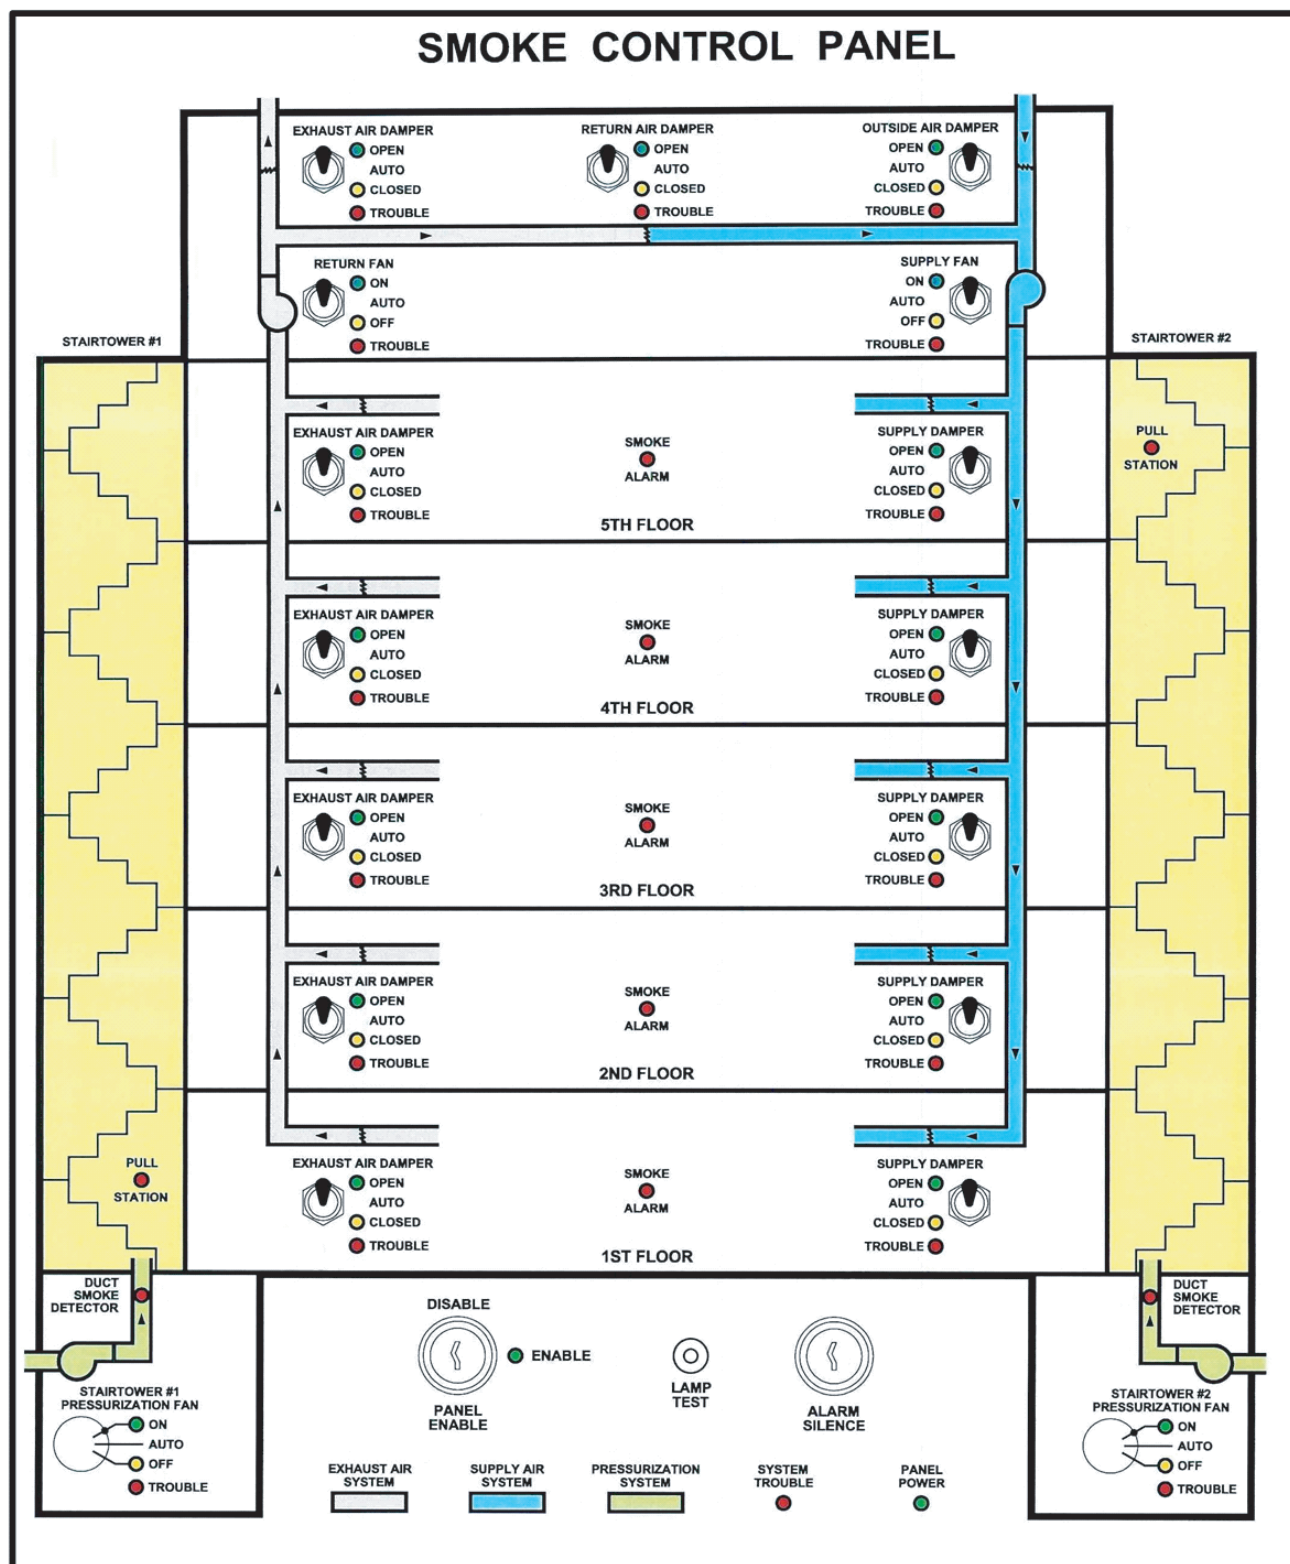 SMOKE CONTROL PANEL
EXHAUST AIR DAMPER
OPEN
AUTO
CLOSED
TROUBLE
RETURN AIR DAMPER
OPEN
AUTO
CLOSED
TROUBLE
OUTSIDE AIR DAMPER
OPEN
AUTO
CLOSED
TROUBLE
RETURN FAN
ON
AUTO
OFF
TROUBLE
SUPPLY FAN
ON
AUTO
OFF
TROUBLE
STAIRTOWER #1
STAIRTOWER #2
EXHAUST AIR DAMPER
OPEN
AUTO
CLOSED
TROUBLE
SMOKE
ALARM
5TH FLOOR
SUPPLY DAMPER
OPEN
AUTO
CLOSED
TROUBLE
PULL
STATION
EXHAUST AIR DAMPER
OPEN
AUTO
CLOSED
TROUBLE
SMOKE
ALARM
4TH FLOOR
SUPPLY DAMPER
OPEN
AUTO
CLOSED
TROUBLE
EXHAUST AIR DAMPER
OPEN
AUTO
CLOSED
TROUBLE
SMOKE
ALARM
3RD FLOOR
SUPPLY DAMPER
OPEN
AUTO
CLOSED
TROUBLE
EXHAUST AIR DAMPER
OPEN
AUTO
CLOSED
TROUBLE
SMOKE
ALARM
2ND FLOOR
SUPPLY DAMPER
OPEN
AUTO
CLOSED
TROUBLE
PULL
STATION
EXHAUST AIR DAMPER
OPEN
AUTO
CLOSED
TROUBLE
SMOKE
ALARM
1ST FLOOR
SUPPLY DAMPER
OPEN
AUTO
CLOSED
TROUBLE
DUCT
SMOKE
DETECTOR
STAIRTOWER #1
PRESSURIZATION FAN
ON
AUTO
OFF
TROUBLE
DISABLE
ENABLE
PANEL
ENABLE
LAMP
TEST
ALARM
SILENCE
DUCT
SMOKE
DETECTOR
STAIRTOWER #2
PRESSURIZATION FAN
ON
AUTO
OFF
TROUBLE
EXHAUST AIR
SYSTEM
SUPPLY AIR
SYSTEM
PRESSURIZATION
SYSTEM
SYSTEM
TROUBLE
PANEL
POWER